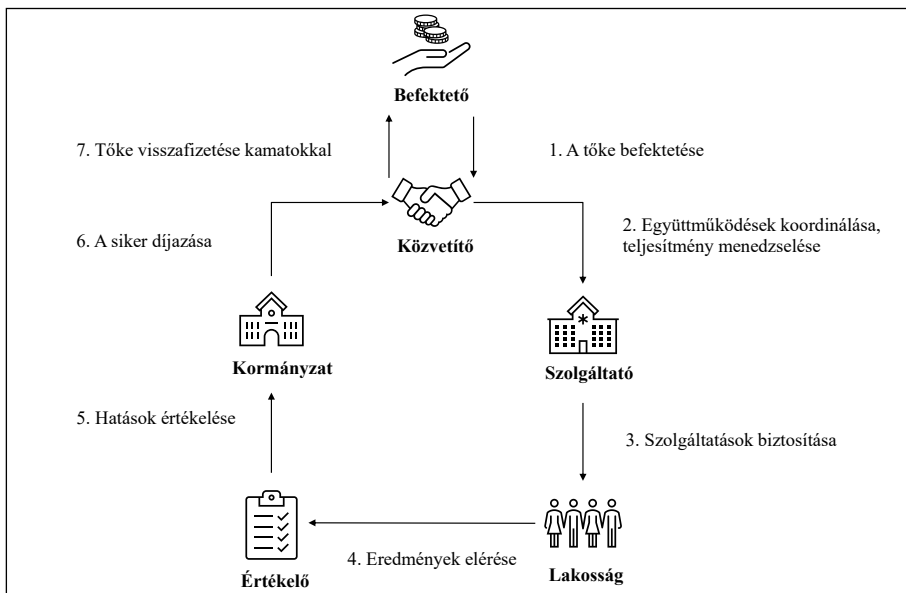 Befektető
7. Tőke visszafizetése kamatokkal
1. A tőke befektetése
Közvetítő
6. A siker díjazása
2. Együttműködések koordinálása,
teljesítmény menedzselése
Kormányzat
Szolgáltató
5. Hatások értékelése
3. Szolgáltatások biztosítása
Értékelő
4. Eredmények elérése
Lakosság